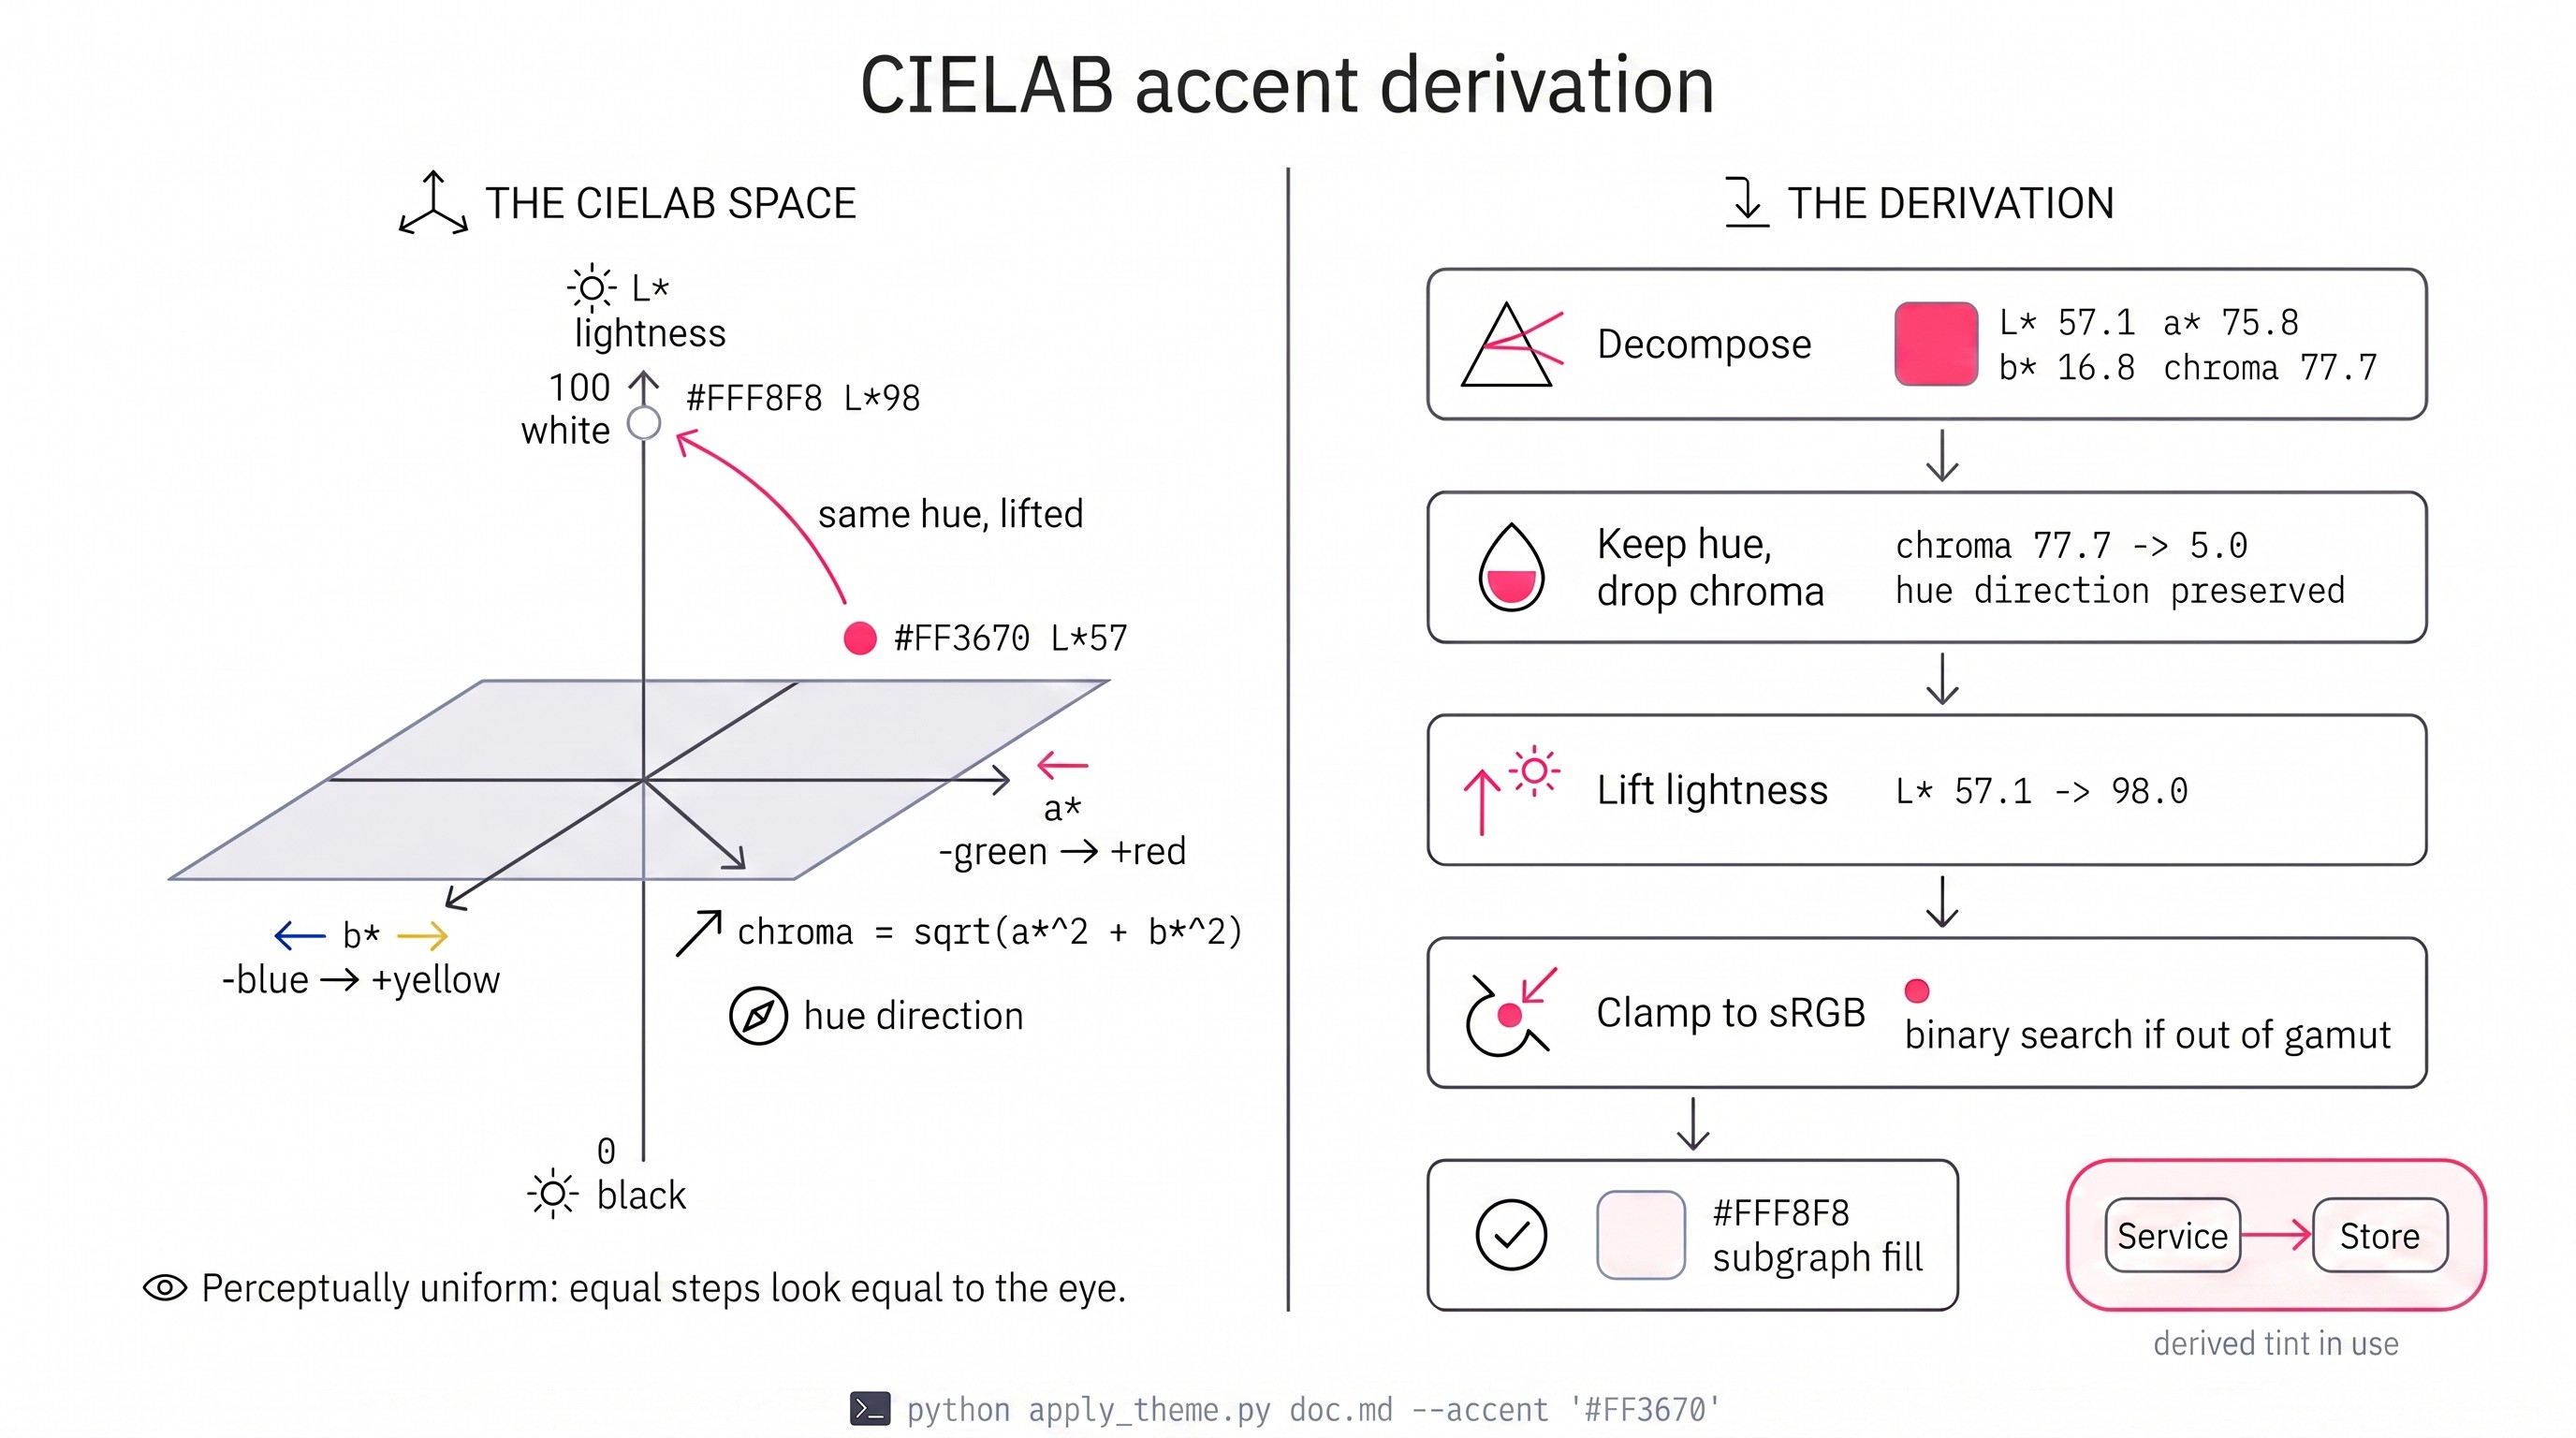 CIELAB accent derivation
THE CIELAB SPACE
L*
lightness
100
white
#FFF8F8 L*98
same hue, lifted
#FF3670 L*57
a*
-green → +red
b*
-blue → +yellow
chroma = sqrt(a*^2 + b*^2)
hue direction
0
black
Perceptually uniform: equal steps look equal to the eye.
THE DERIVATION
Decompose
L* 57.1 a* 75.8
b* 16.8 chroma 77.7
Keep hue,
drop chroma
chroma 77.7 -> 5.0
hue direction preserved
Lift lightness
L* 57.1 -> 98.0
Clamp to sRGB
binary search if out of gamut
#FFF8F8
subgraph fill
Service
Store
derived tint in use
python apply_theme.py doc.md --accent '#FF3670'